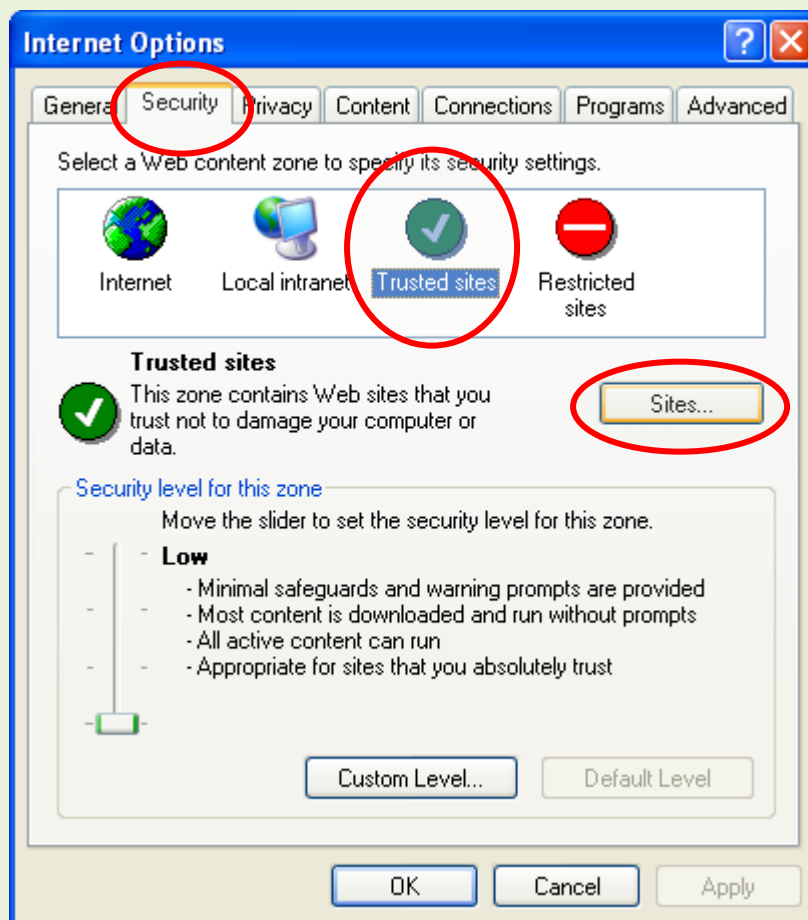 Internet Options
General Security Privacy Content Connections Programs Advanced
Select a Web content zone to specify its security settings.
Internet Local intranet Trusted sites Restricted
sites
Trusted sites
This zone contains Web sites that you
trust not to damage your computer or
data.
Sites...
Security level for this zone
Move the slider to set the security level for this zone.
Low
- Minimal safeguards and warning prompts are provided
- Most content is downloaded and run without prompts
- All active content can run
- Appropriate for sites that you absolutely trust
Custom Level... Default Level
OK Cancel Apply